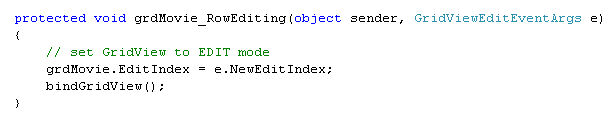 protected void grdMovie_RowEditing(object sender, GridViewEditEventArgs e)
{
    // set GridView to EDIT mode
    grdMovie.EditIndex = e.NewEditIndex;
    bindGridView();
}